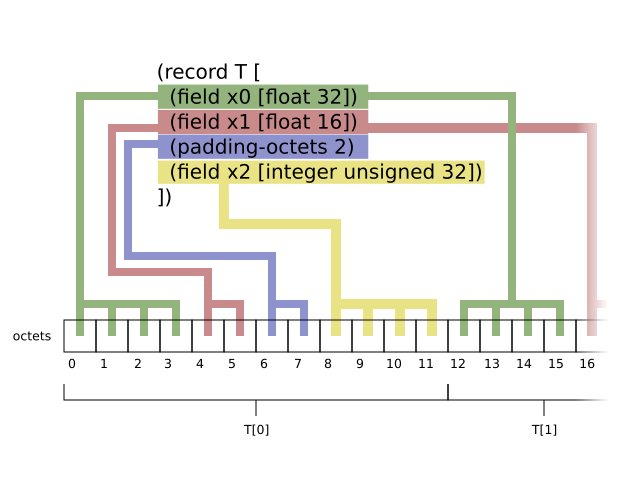 (record T [
(field x0 [float 32])
(field x1 [float 16])
(padding-octets 2)
(field x2 [integer unsigned 32])
])
octets
0 1 2 3 4 5 6 7 8 9 10 11 12 13 14 15 16
T[0] T[1]